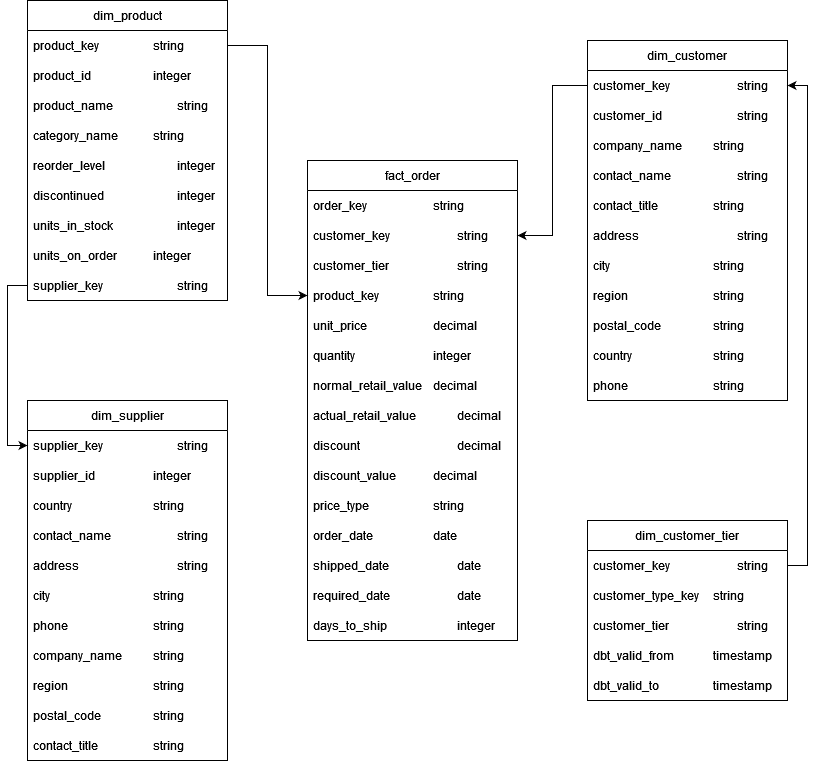 dim_product
product_key string
product_id integer
product_name string
category_name string
reorder_level integer
discontinued integer
units_in_stock integer
units_on_order integer
supplier_key string
dim_supplier
supplier_key string
supplier_id integer
country string
contact_name string
address string
city string
phone string
company_name string
region string
postal_code string
contact_title string
fact_order
order_key string
customer_key string
customer_tier string
product_key string
unit_price decimal
quantity integer
normal_retail_value decimal
actual_retail_value decimal
discount decimal
discount_value decimal
price_type string
order_date date
shipped_date date
required_date date
days_to_ship integer
dim_customer
customer_key string
customer_id string
company_name string
contact_name string
contact_title string
address string
city string
region string
postal_code string
country string
phone string
dim_customer_tier
customer_key string
customer_type_key string
customer_tier string
dbt_valid_from timestamp
dbt_valid_to timestamp